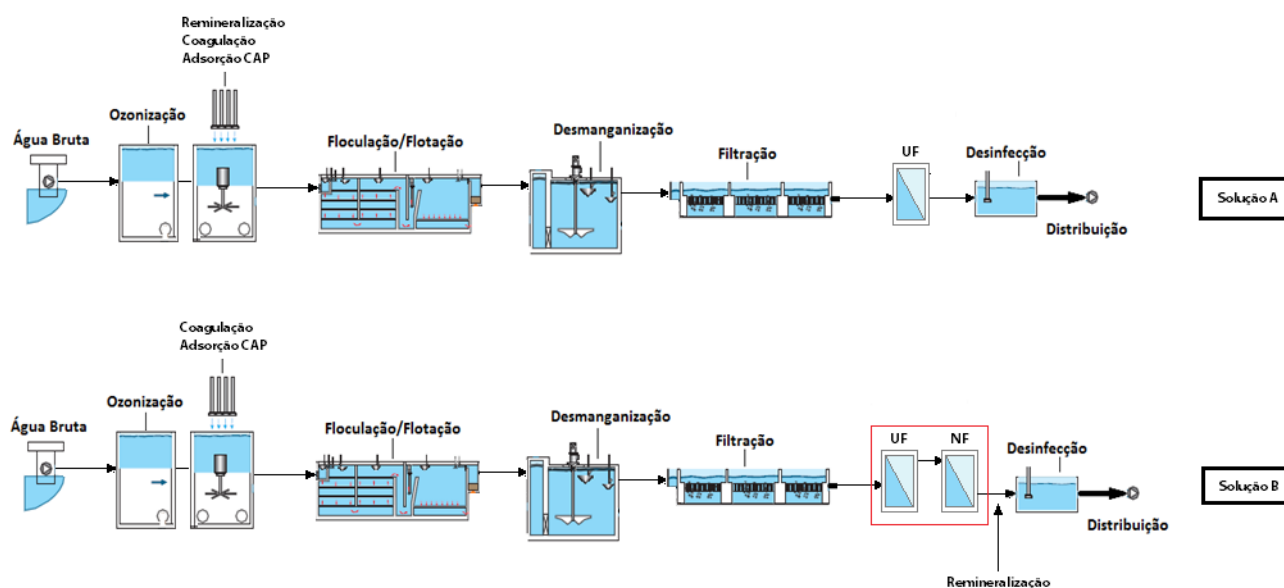 Remineralização
Coagulação
Adsorção CAP
Ozonização
Água Bruta
Floculação/Flotação
Desmanganização
Filtração
UF
Desinfecção
Distribuição
Solução A
Coagulação
Adsorção CAP
Ozonização
Água Bruta
Floculação/Flotação
Desmanganização
Filtração
UF
NF
Desinfecção
Distribuição
Solução B
Remineralização